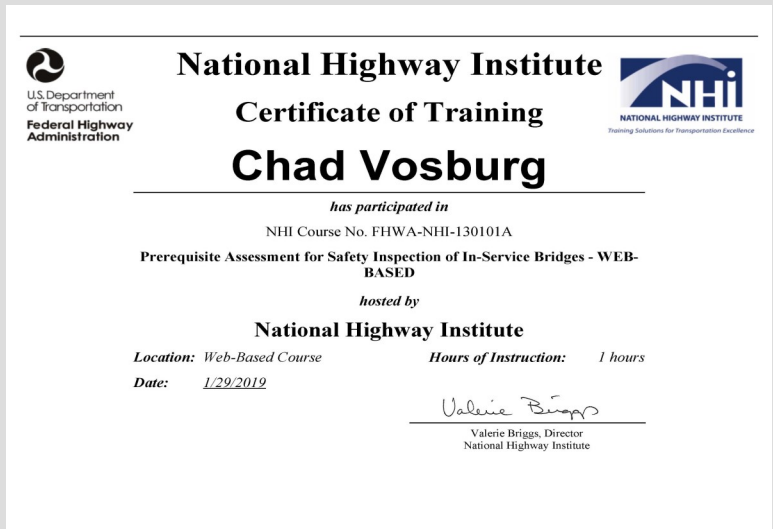 U.S. Department
of Transportation
Federal Highway
Administration
National Highway Institute
Certificate of Training
Chad Vosburg
NHi
NATIONAL HIGHWAY INSTITUTE
Training Solutions for Transportation Excellence
has participated in
NHI Course No. FHWA-NHI-130101A
Prerequisite Assessment for Safety Inspection of In-Service Bridges - WEB-
BASED
hosted by
National Highway Institute
Location: Web-Based Course Hours of Instruction: 1 hours
Date: 1/29/2019
Valerie Briggs
Valerie Briggs, Director
National Highway Institute